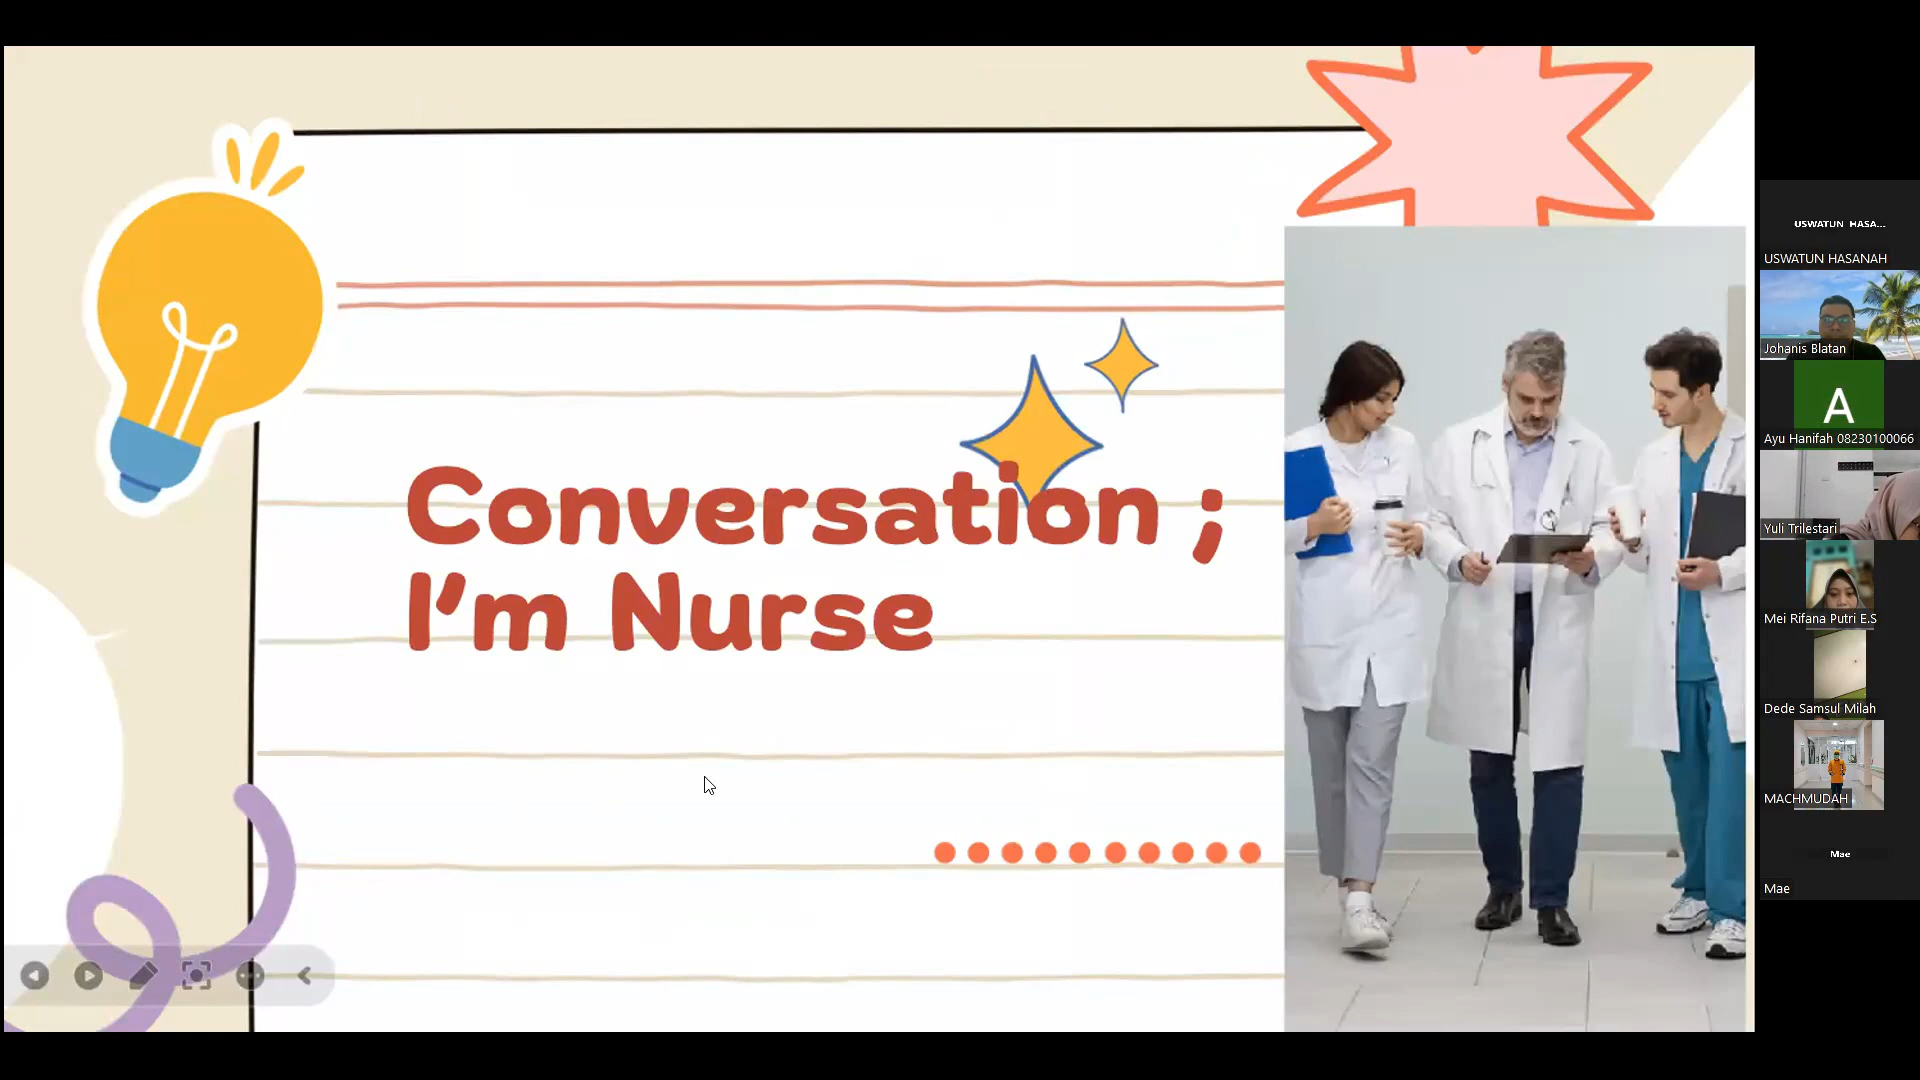 Conversation ;
I'm Nurse
USWATUN HASA...
USWATUN HASANAH
Johanis Blatan
A
Ayu Hanifah 08230100066
Yuli Trilestari
Mei Rifana Putri E.S
Dede Samsul Milah
MACHMUDAH
Mae
Mae